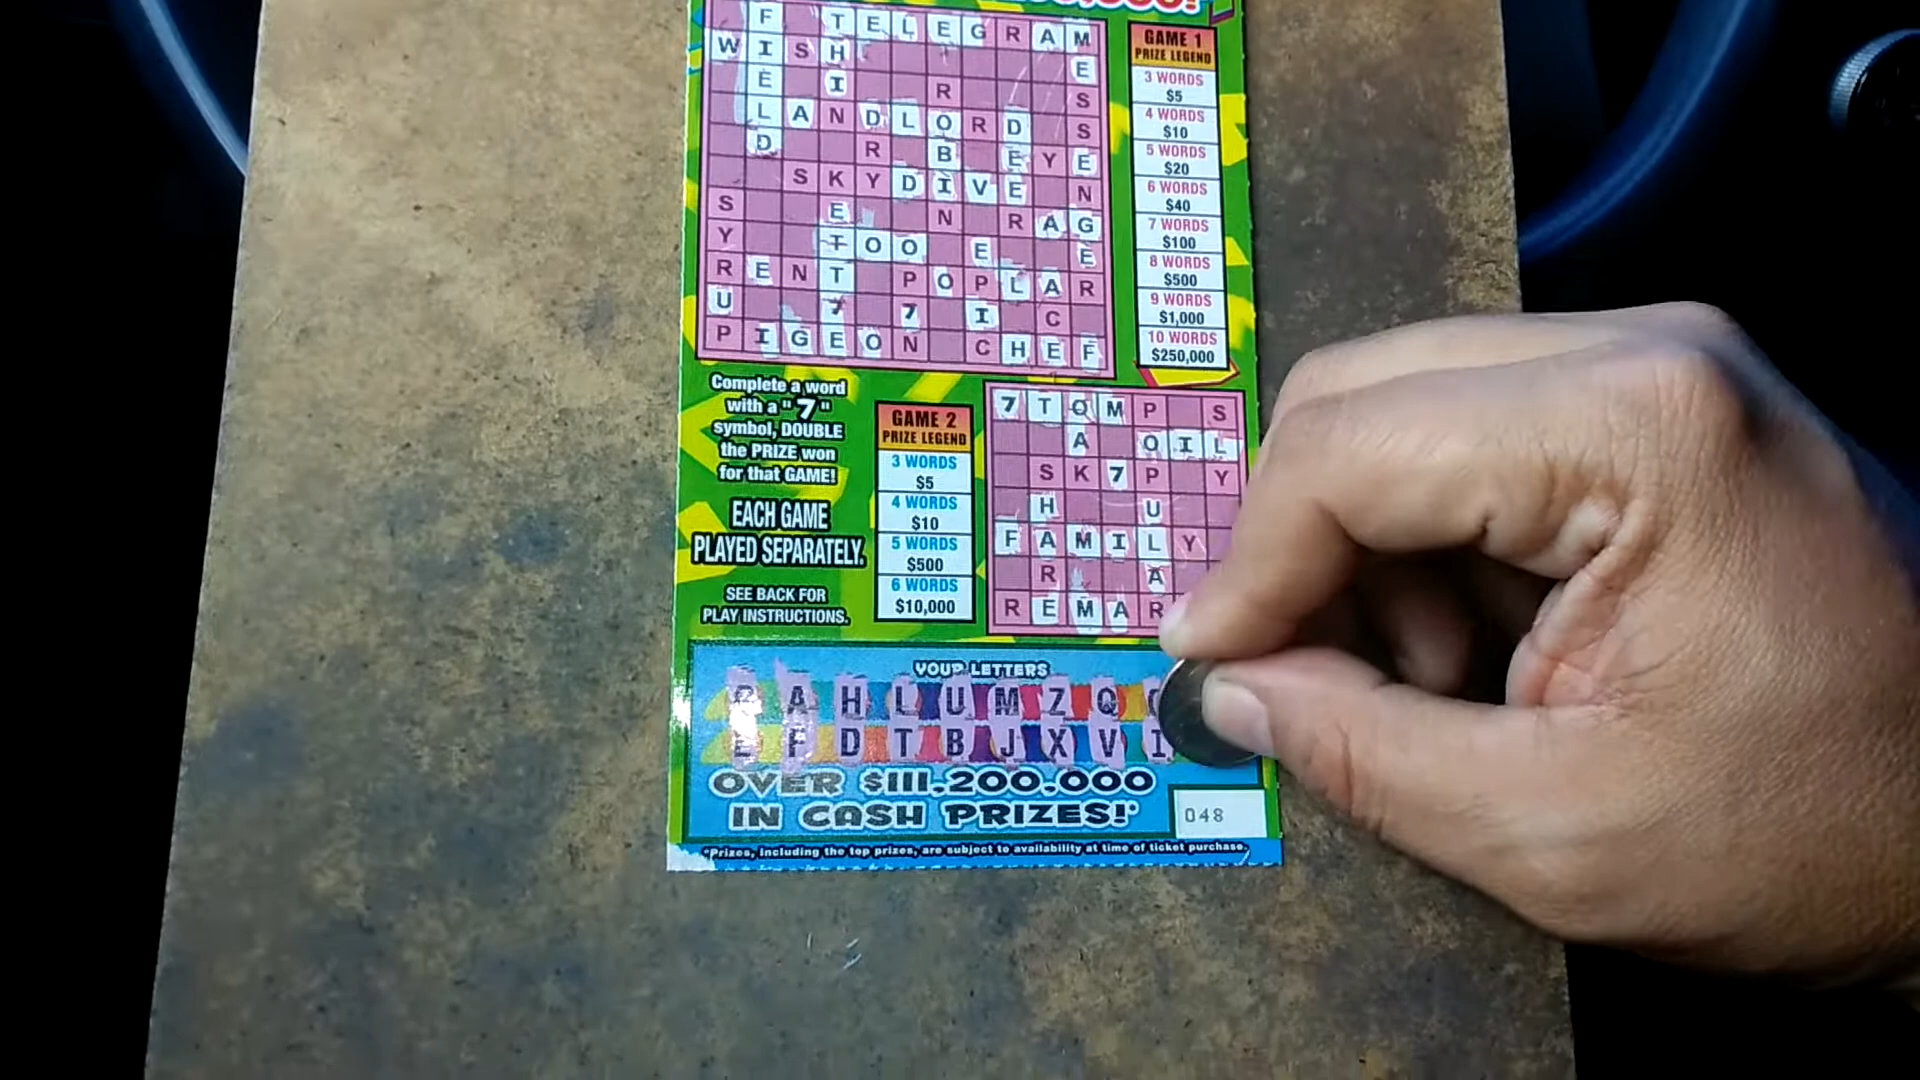 F T E L E G R A M
W I S H E
E I R S
L A N D L O R D S
D R B E Y E
S K Y D I V E N
S E N R A G
Y T O O E E
R E N T P O P L A R
U 7 7 I C
P I G E O N C H E F
GAME 1
PRIZE LEGEND
3 WORDS
$5
4 WORDS
$10
5 WORDS
$20
6 WORDS
$40
7 WORDS
$100
8 WORDS
$500
9 WORDS
$1,000
10 WORDS
$250,000
Complete a word
with a "7"
symbol, DOUBLE
the PRIZE won
for that GAME!
EACH GAME
PLAYED SEPARATELY.
SEE BACK FOR
PLAY INSTRUCTIONS.
GAME 2
PRIZE LEGEND
3 WORDS
$5
4 WORDS
$10
5 WORDS
$500
6 WORDS
$10,000
7 T O M P S
A O I L
S K 7 P Y
H U
F A M I L Y
R A
R E M A R
YOUR LETTERS
A H L U M Z Q
E F D T B J X V I
OVER $111,200,000
IN CASH PRIZES!*
048
*Prizes, including the top prizes, are subject to availability at time of ticket purchase.